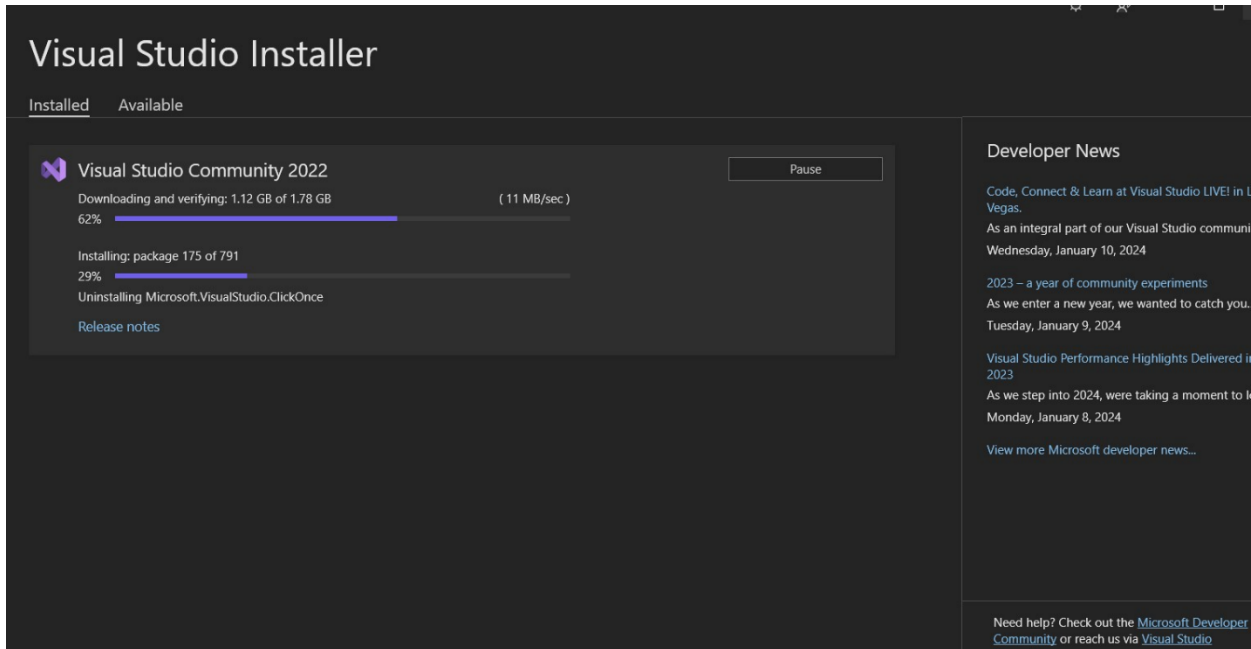 Visual Studio Installer
Installed Available
Visual Studio Community 2022
Pause
Downloading and verifying: 1.12 GB of 1.78 GB ( 11 MB/sec )
62%
Installing: package 175 of 791
29%
Uninstalling Microsoft.VisualStudio.ClickOnce
Release notes
Developer News
Code, Connect & Learn at Visual Studio LIVE! in
Vegas.
As an integral part of our Visual Studio
Wednesday, January 10, 2024
2023 – a year of community experiments
As we enter a new year, we wanted to catch you..
Tuesday, January 9, 2024
Visual Studio Performance Highlights Delivered
2023
As we step into 2024, were taking a moment to
Monday, January 8, 2024
View more Microsoft developer news...
Need help? Check out the Microsoft Developer
Community or reach us via Visual Studio